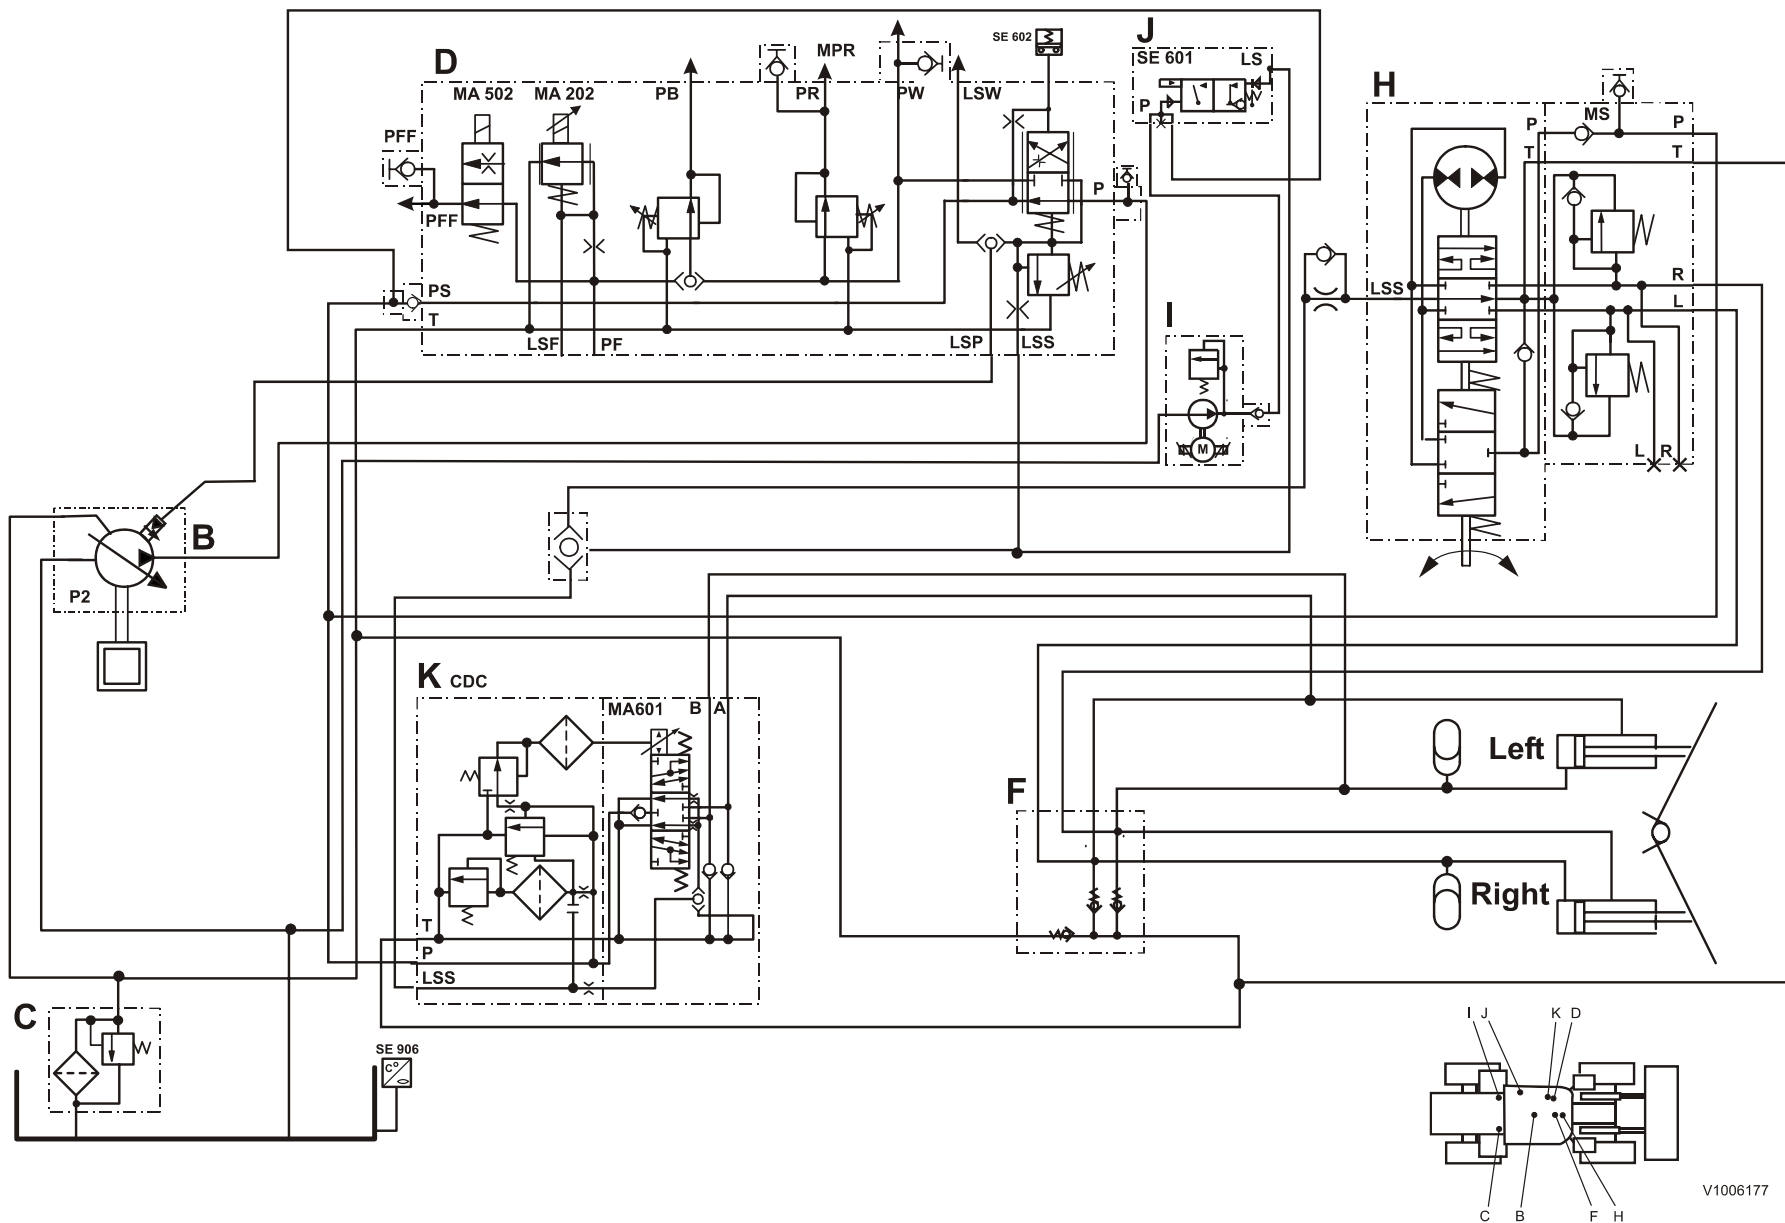 D
MA 502
MA 202
PB
PR
MPR
PW
LSW
SE 602
J
SE 601
LS
P
PFF
PFF
P
PS
T
LSF
PF
LSP
LSS
H
MS
P
P
T
T
LSS
R
L
L
R
I
M
B
P2
K CDC
MA601
B
A
T
P
LSS
F
Left
Right
C
SE 906
C°
I
J
K
D
C
B
F
H
V1006177